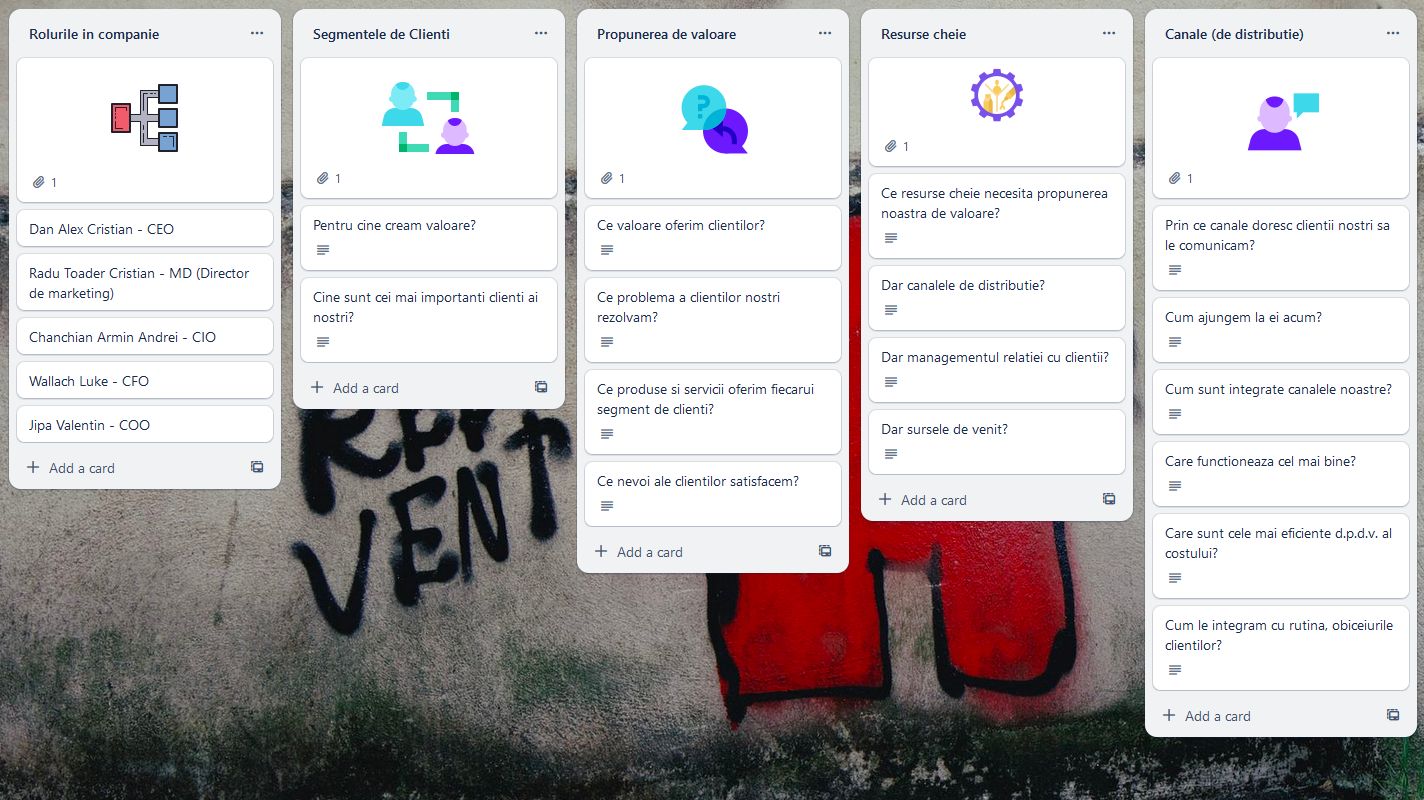 Rolurile in companie
1
Dan Alex Cristian - CEO
Radu Toader Cristian - MD (Director
de marketing)
Chanchian Armin Andrei - CIO
Wallach Luke - CFO
Jipa Valentin - COO
Add a card
Segmentele de Clienti
1
Pentru cine cream valoare?
Cine sunt cei mai importanti clienti ai
nostri?
Add a card
Propunerea de valoare
?
1
Ce valoare oferim clientilor?
Ce problema a clientilor nostri
rezolvam?
Ce produse si servicii oferim fiecarui
segment de clienti?
Ce nevoi ale clientilor satisfacem?
Add a card
Resurse cheie
1
Ce resurse cheie necesita propunerea
noastra de valoare?
Dar canalele de distributie?
Dar managementul relatiei cu clientii?
Dar sursele de venit?
Add a card
Canale (de distributie)
1
Prin ce canale doresc clientii nostri sa
le comunicam?
Cum ajungem la ei acum?
Cum sunt integrate canalele noastre?
Care functioneaza cel mai bine?
Care sunt cele mai eficiente d.p.d.v. al
costului?
Cum le integram cu rutina, obiceiurile
clientilor?
Add a card
VENT